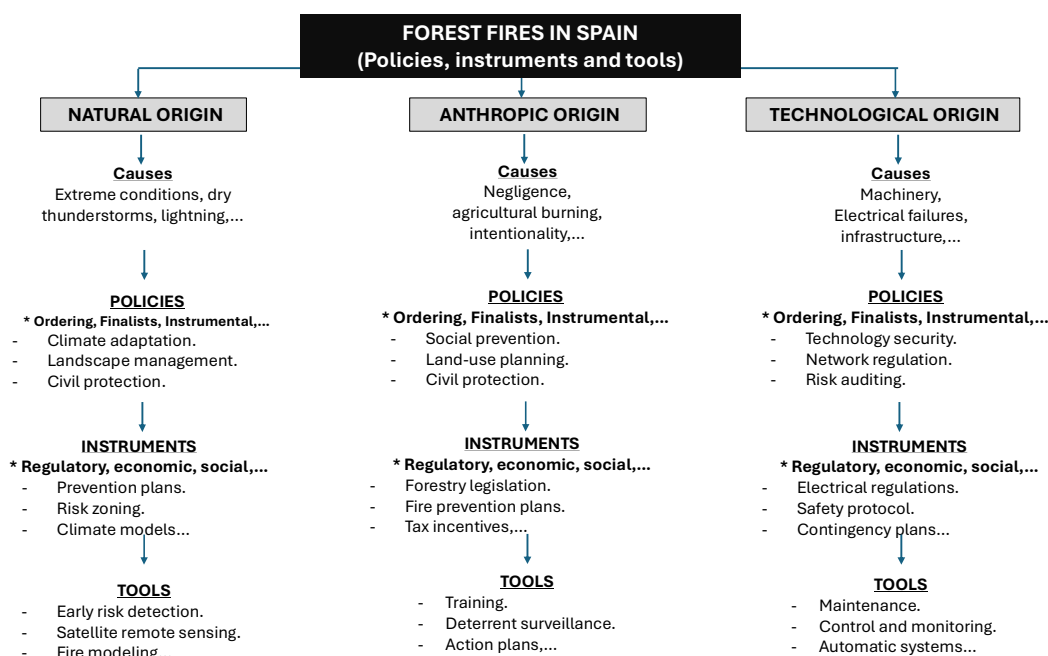 FOREST FIRES IN SPAIN
(Policies, instruments and tools)
NATURAL ORIGIN
Causes
Extreme conditions, dry
thunderstorms, lightning,...
POLICIES
* Ordering, Finalists, Instrumental,...
- Climate adaptation.
- Landscape management.
- Civil protection.
INSTRUMENTS
* Regulatory, economic, social,...
- Prevention plans.
- Risk zoning.
- Climate models...
TOOLS
- Early risk detection.
- Satellite remote sensing.
- Fire modeling...
ANTHROPIC ORIGIN
Causes
Negligence,
agricultural burning,
intentionality,...
POLICIES
* Ordering, Finalists, Instrumental,...
- Social prevention.
- Land-use planning.
- Civil protection.
INSTRUMENTS
* Regulatory, economic, social,...
- Forestry legislation.
- Fire prevention plans.
- Tax incentives,...
TOOLS
- Training.
- Deterrent surveillance.
- Action plans,...
TECHNOLOGICAL ORIGIN
Causes
Machinery,
Electrical failures,
infrastructure,...
POLICIES
* Ordering, Finalists, Instrumental,...
- Technology security.
- Network regulation.
- Risk auditing.
INSTRUMENTS
* Regulatory, economic, social,...
- Electrical regulations.
- Safety protocol.
- Contingency plans...
TOOLS
- Maintenance.
- Control and monitoring.
- Automatic systems...